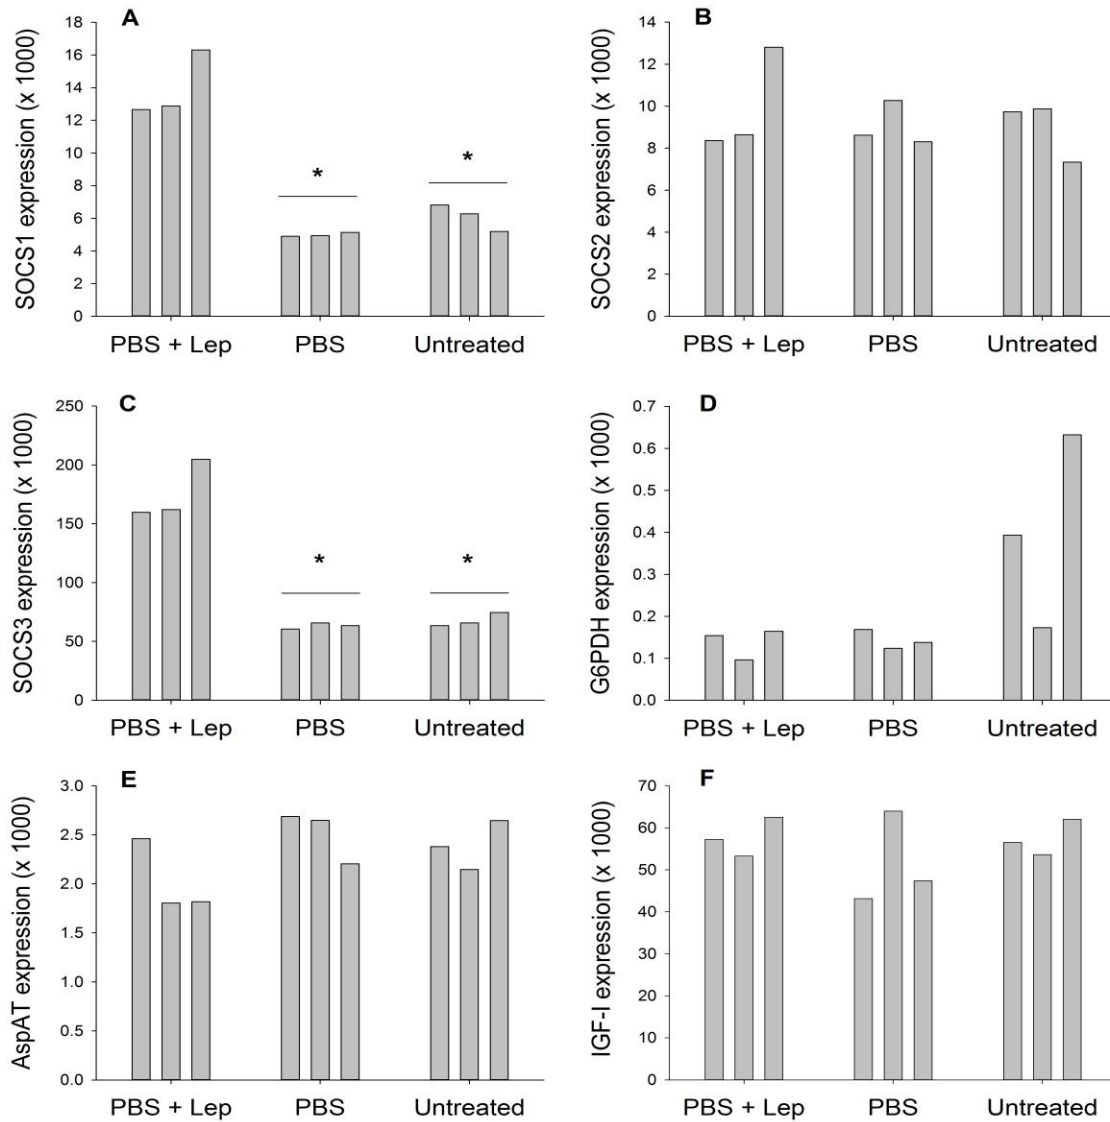 A
SOCS1 expression (x 1000)
18
16
14
12
10
8
6
4
2
0
* *
PBS + Lep PBS Untreated
B
SOCS2 expression (x 1000)
14
12
10
8
6
4
2
0
PBS + Lep PBS Untreated
C
SOCS3 expression (x 1000)
250
200
150
100
50
0
* *
PBS + Lep PBS Untreated
D
G6PDH expression (x 1000)
0.7
0.6
0.5
0.4
0.3
0.2
0.1
0.0
PBS + Lep PBS Untreated
E
AspAT expression (x 1000)
3.0
2.5
2.0
1.5
1.0
0.5
0.0
PBS + Lep PBS Untreated
F
IGF-I expression (x 1000)
70
60
50
40
30
20
10
0
PBS + Lep PBS Untreated